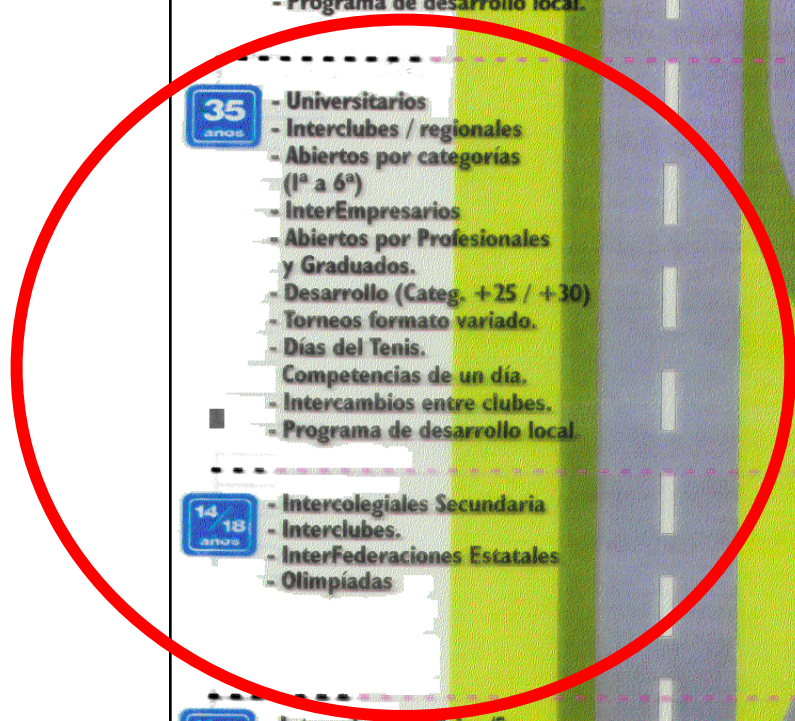 - Programa de desarrollo local.
35
anos
- Universitarios
- Interclubes / regionales
- Abiertos por categorías
(1ª a 6ª)
- InterEmpresarios
- Abiertos por Profesionales
y Graduados.
- Desarrollo (Categ. +25 / +30)
- Torneos formato variado.
- Días del Tenis.
Competencias de un día.
- Intercambios entre clubes.
- Programa de desarrollo local.
14/18
anos
- Intercolegiales Secundaria
- Interclubes.
- InterFederaciones Estatales
- Olimpíadas